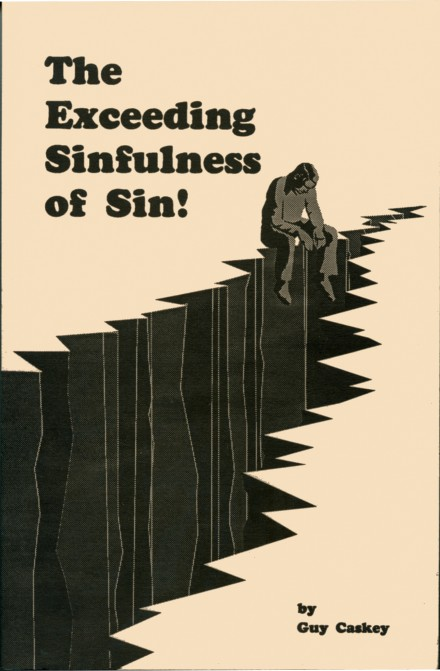 The
Exceeding
Sinfulness
of Sin!
by
Guy Caskey